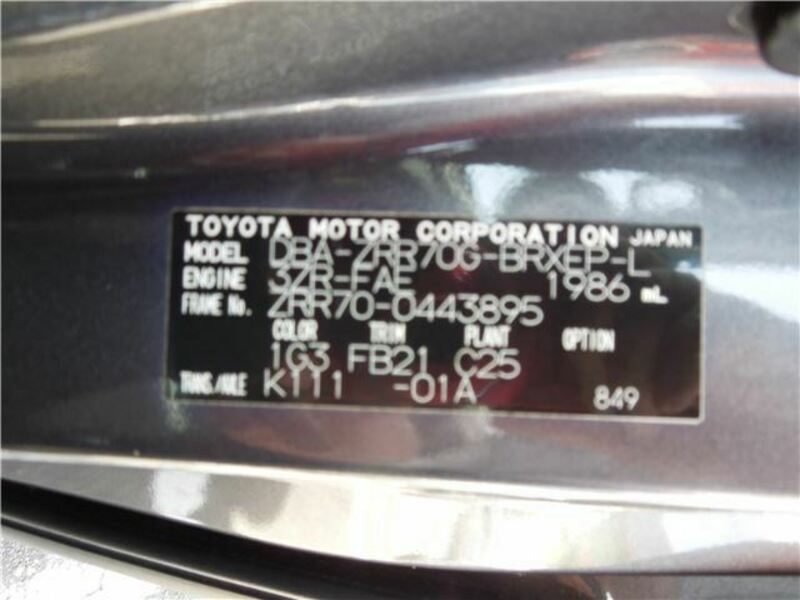 TOYOTA MOTOR CORPORATION JAPAN
MODEL DBA-ZRR70G-BRXEP-L
ENGINE 3ZR-FAE 1986 mL
FRAME No. ZRR70-0443895
COLOR TRIM PLANT OPTION
1G3 FB21 C25
TRANS./AXLE K111 -01A 849